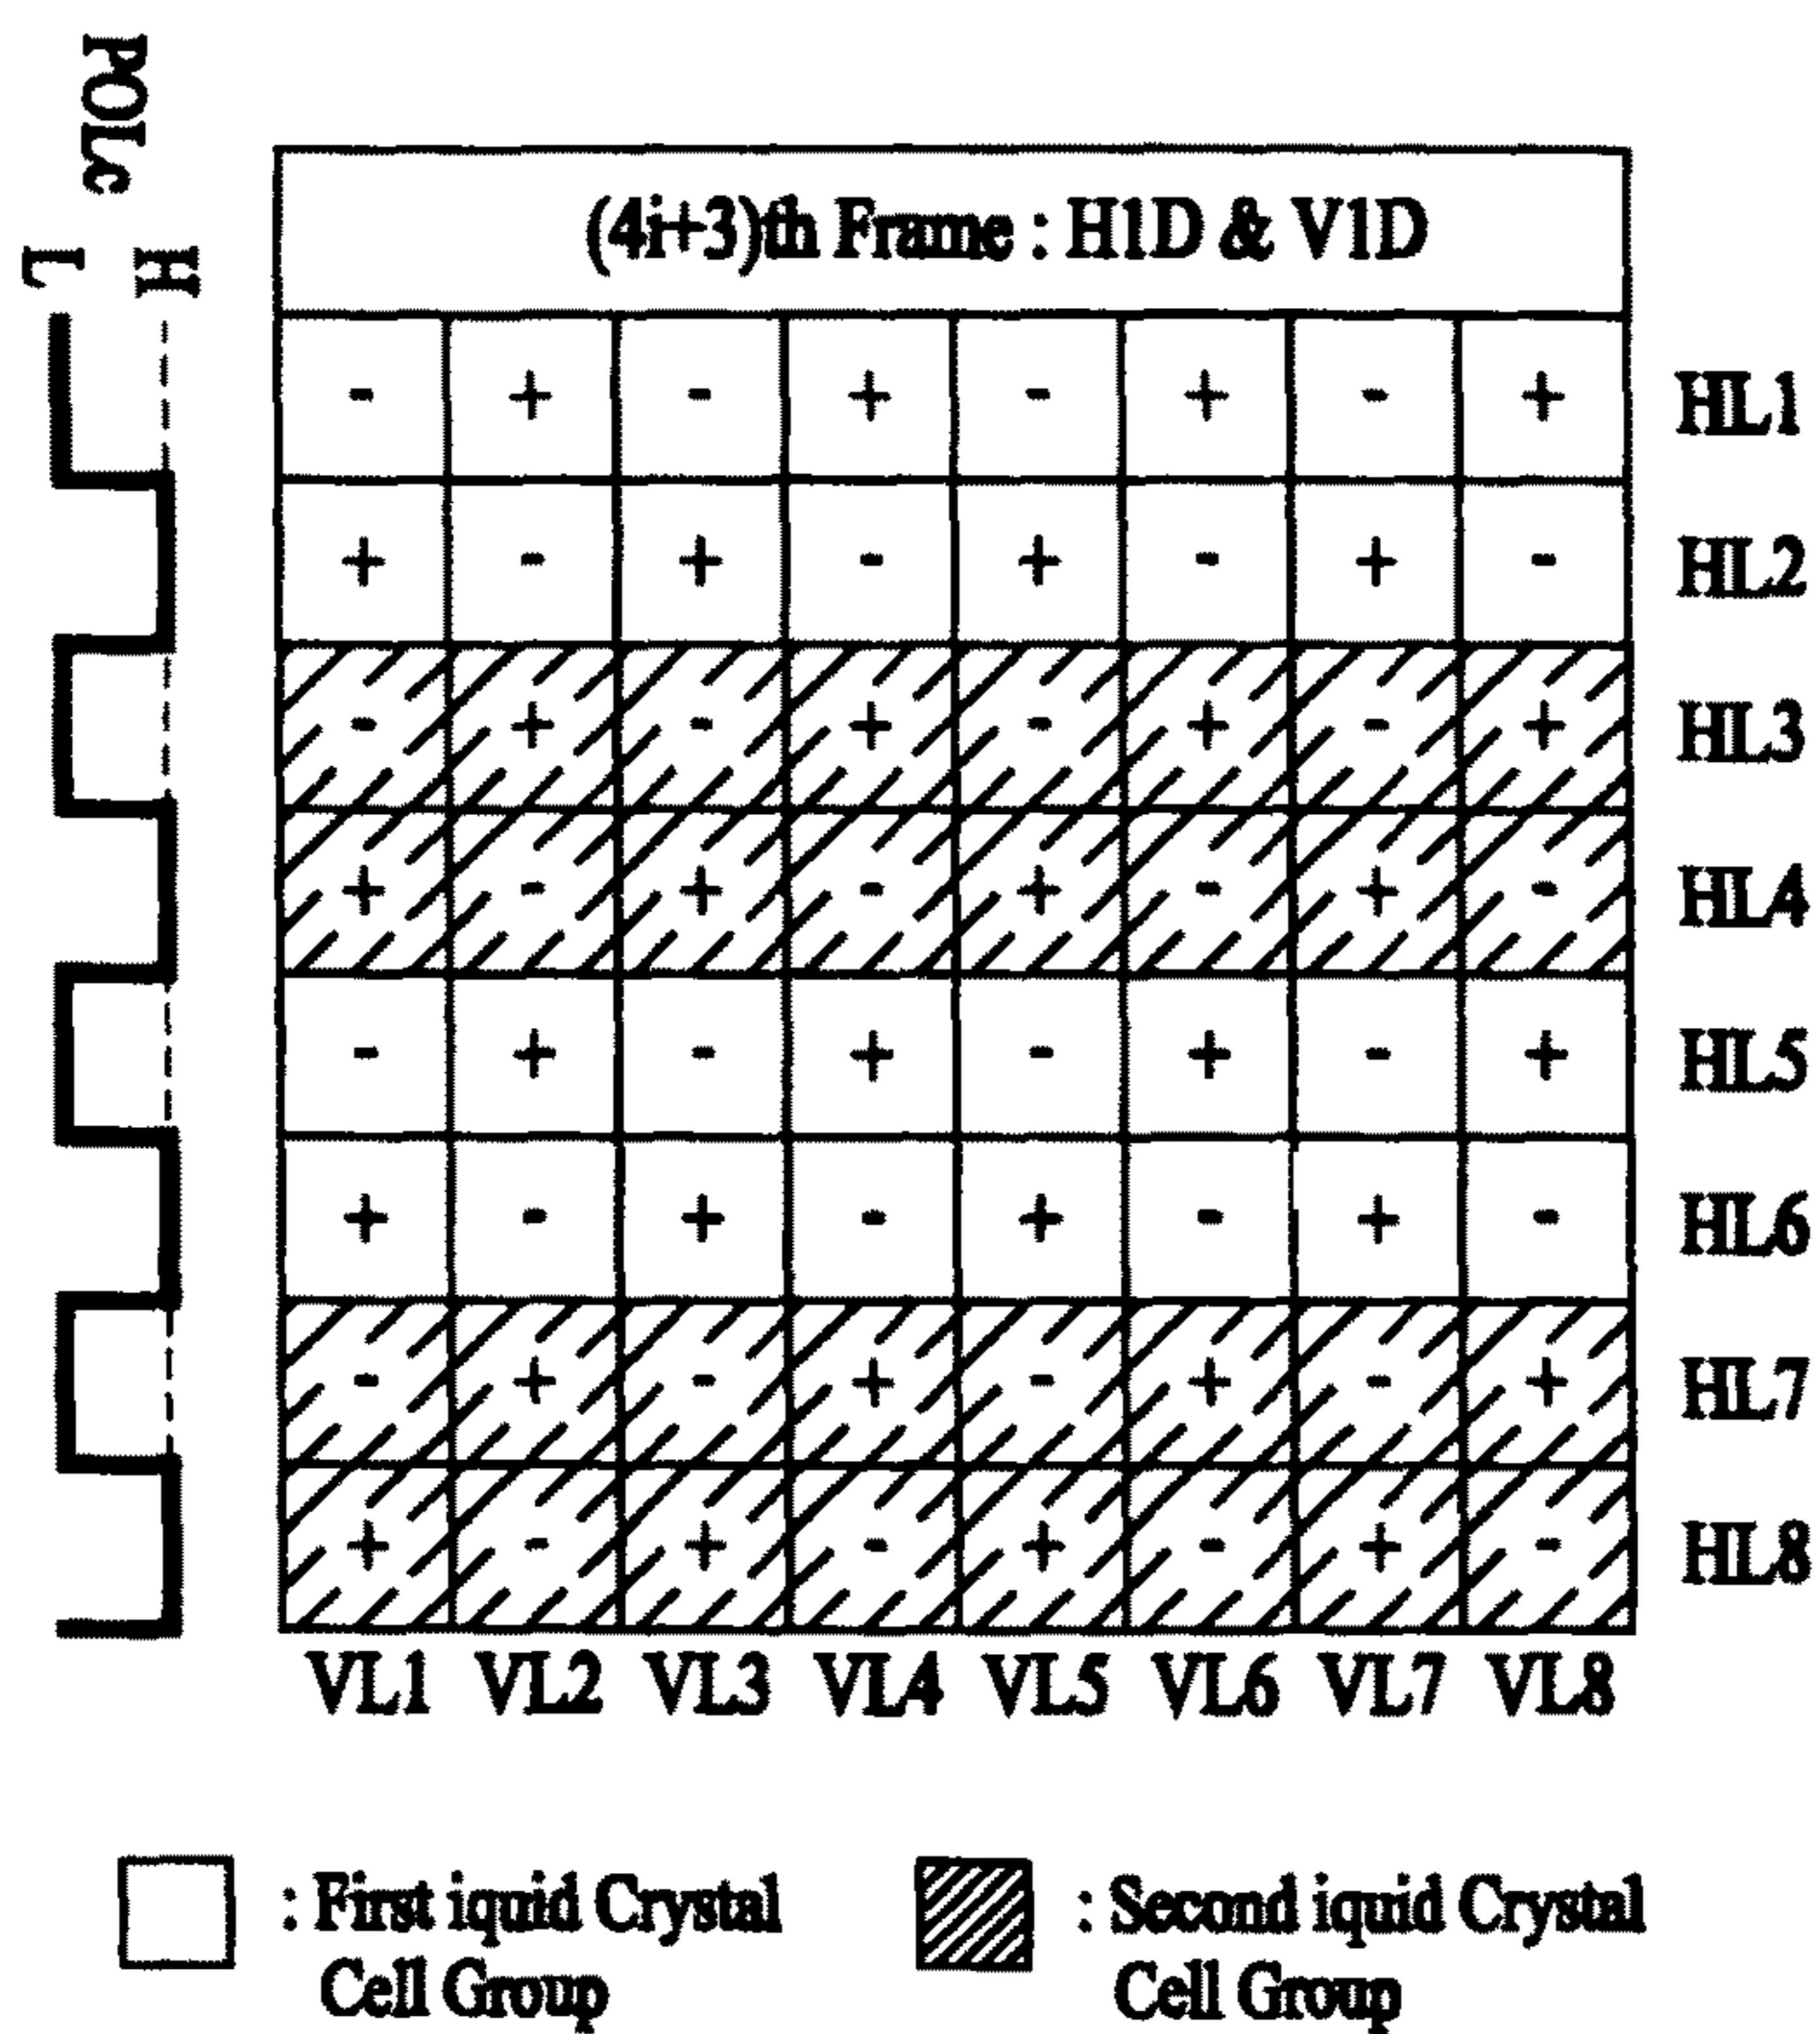 POLc
L H
(4i+3)th Frame : H1D & V1D
- + - + - + - + HL1
+ - + - + - + - HL2
- + - + - + - + HL3
+ - + - + - + - HL4
- + - + - + - + HL5
+ - + - + - + - HL6
- + - + - + - + HL7
+ - + - + - + - HL8
VL1 VL2 VL3 VL4 VL5 VL6 VL7 VL8
: First iquid Crystal
Cell Group
: Second iquid Crystal
Cell Group